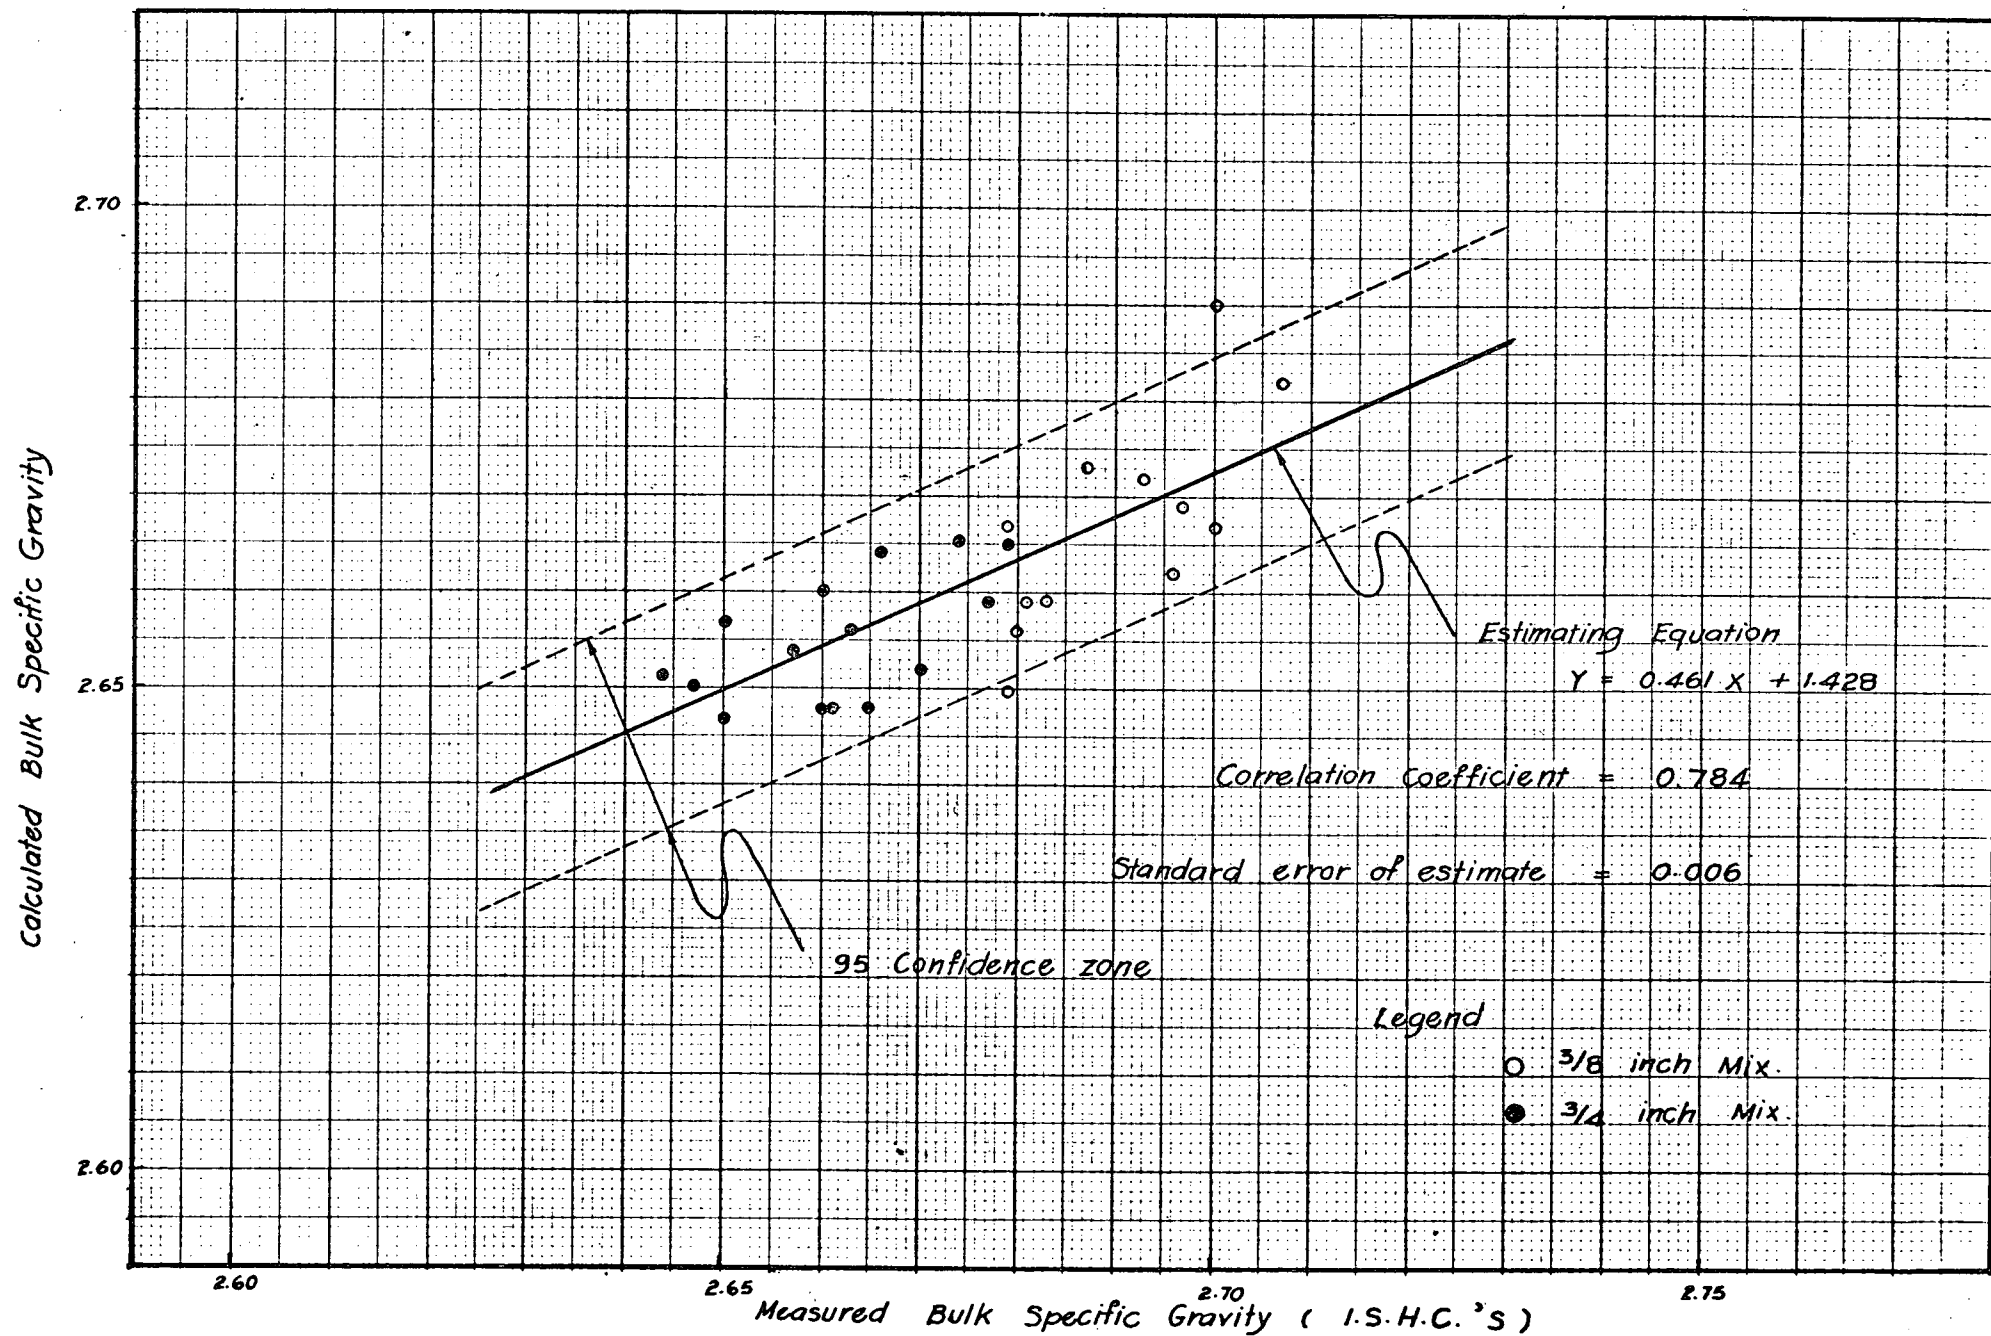 2.70
2.65
2.60
Calculated Bulk Specific Gravity
Estimating Equation
Y = 0.461 X + 1.428
Correlation Coefficient = 0.784
Standard error of estimate = 0.006
95 Confidence zone
Legend
3/8 inch Mix.
3/4 inch Mix.
2.60
2.65
2.70
2.75
Measured Bulk Specific Gravity ( I.S.H.C.'s )